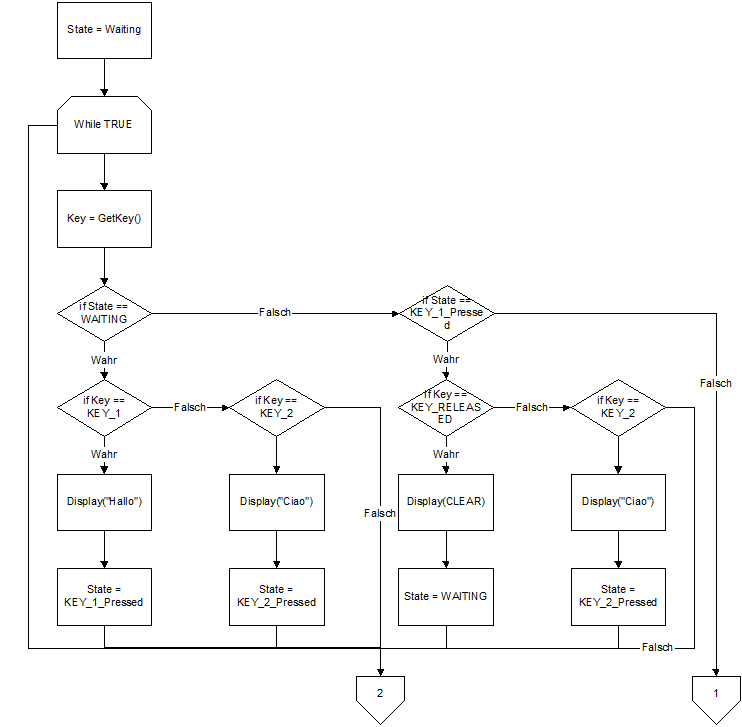 State = Waiting
While TRUE
Key = GetKey()
if State ==
WAITING
Falsch
if State ==
KEY_1_Presse
d
Falsch
Wahr
Wahr
if Key ==
KEY_1
Falsch
if Key ==
KEY_2
if Key ==
KEY_RELEAS
ED
Falsch
if Key ==
KEY_2
Wahr
Wahr
Display("Hallo")
Display("Ciao")
Falsch
Display(CLEAR)
Display("Ciao")
State =
KEY_1_Pressed
State =
KEY_2_Pressed
State = WAITING
State =
KEY_2_Pressed
Falsch
2
1